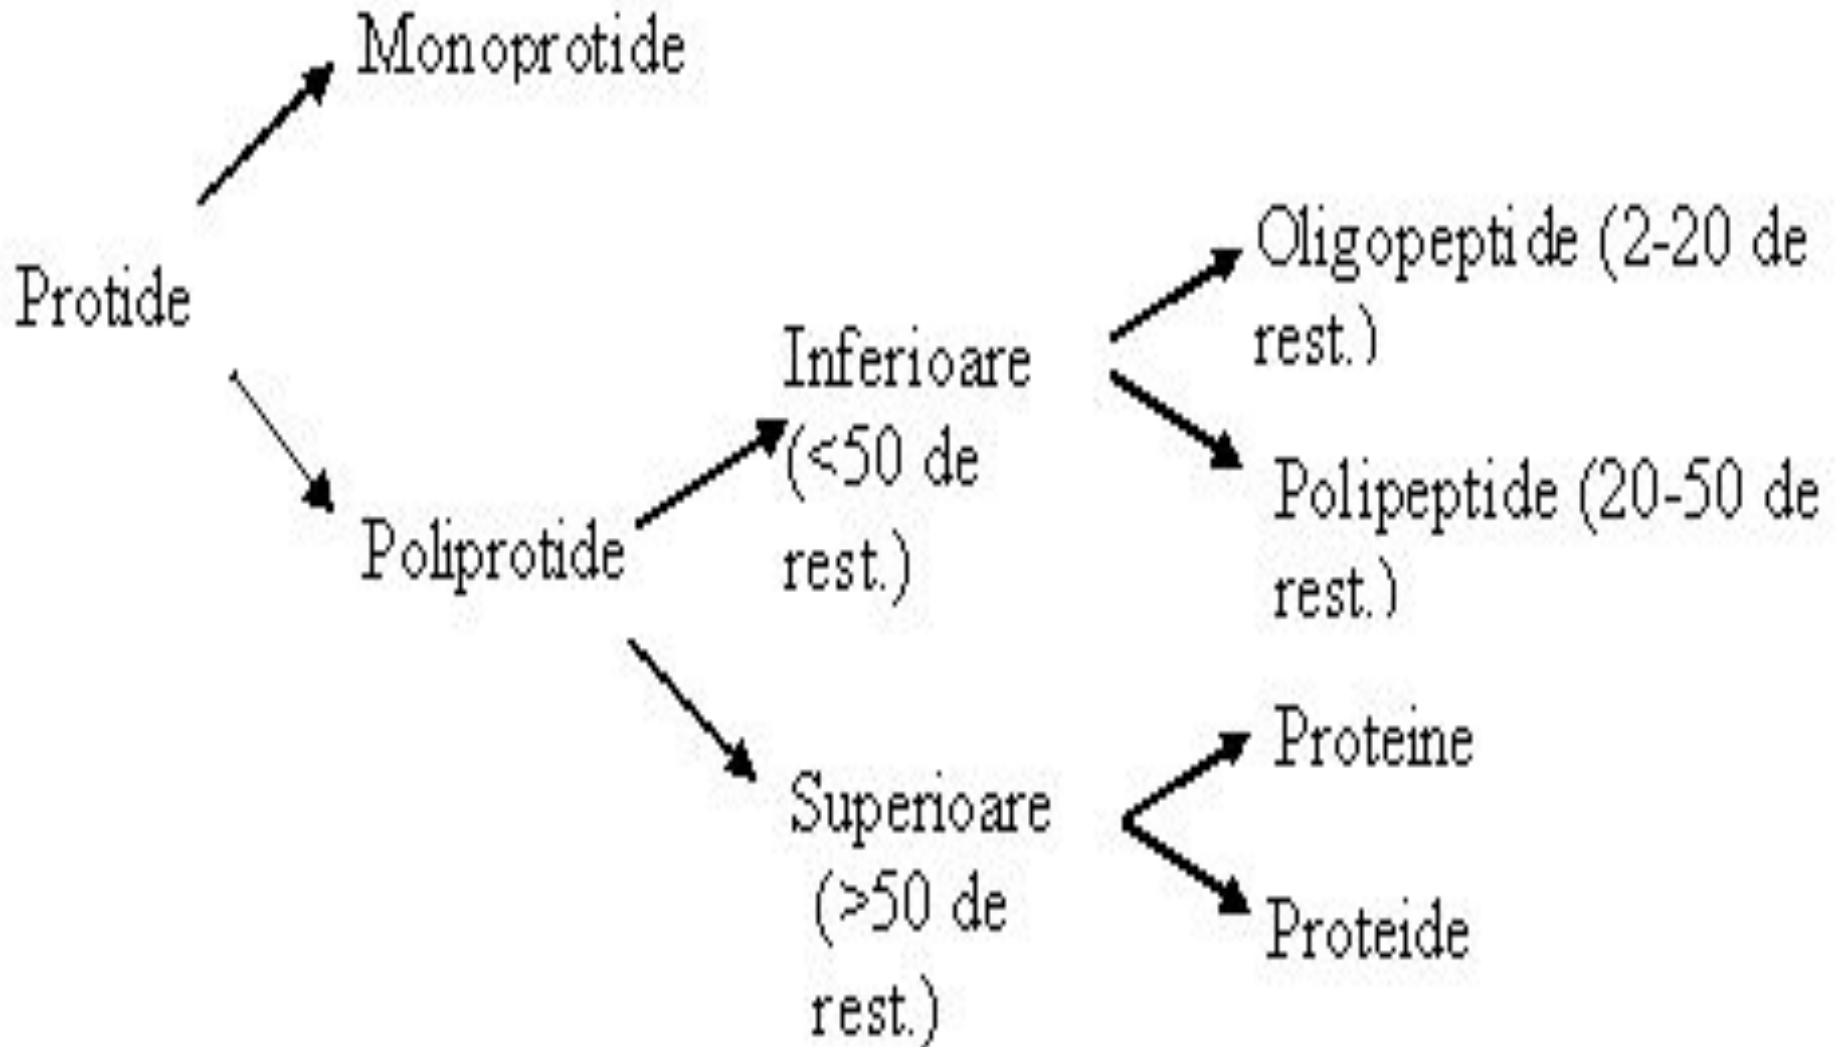 Monoprotide
Protide
Poliprotide
Inferioare
(<50 de
rest.)
Superioare
(>50 de
rest.)
Oligopeptide (2-20 de
rest.)
Polipeptide (20-50 de
rest.)
Proteine
Proteide